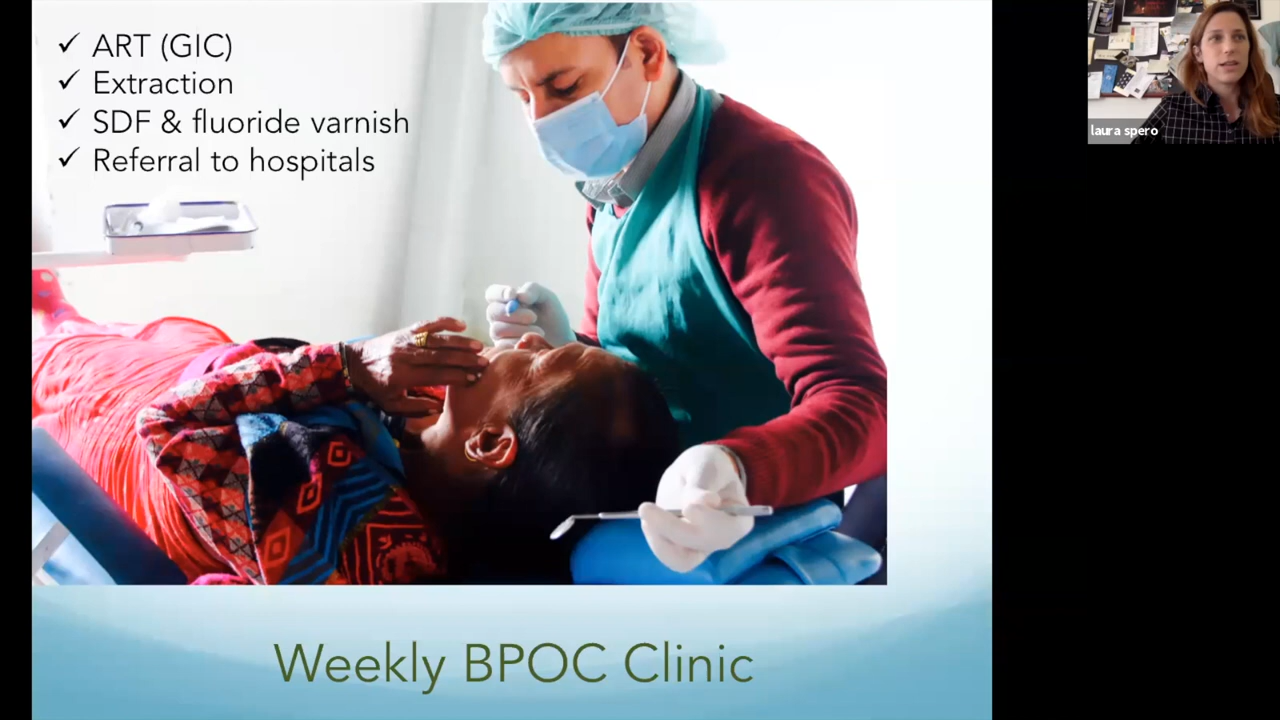 ✓ ART (GIC)
✓ Extraction
✓ SDF & fluoride varnish
✓ Referral to hospitals
laura spero
Weekly BPOC Clinic